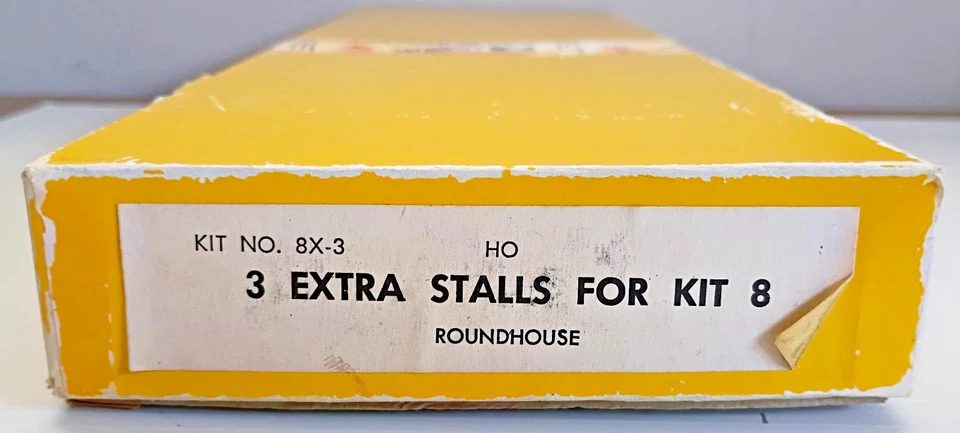 KIT NO. 8X-3 HO
3 EXTRA STALLS FOR KIT 8
ROUNDHOUSE